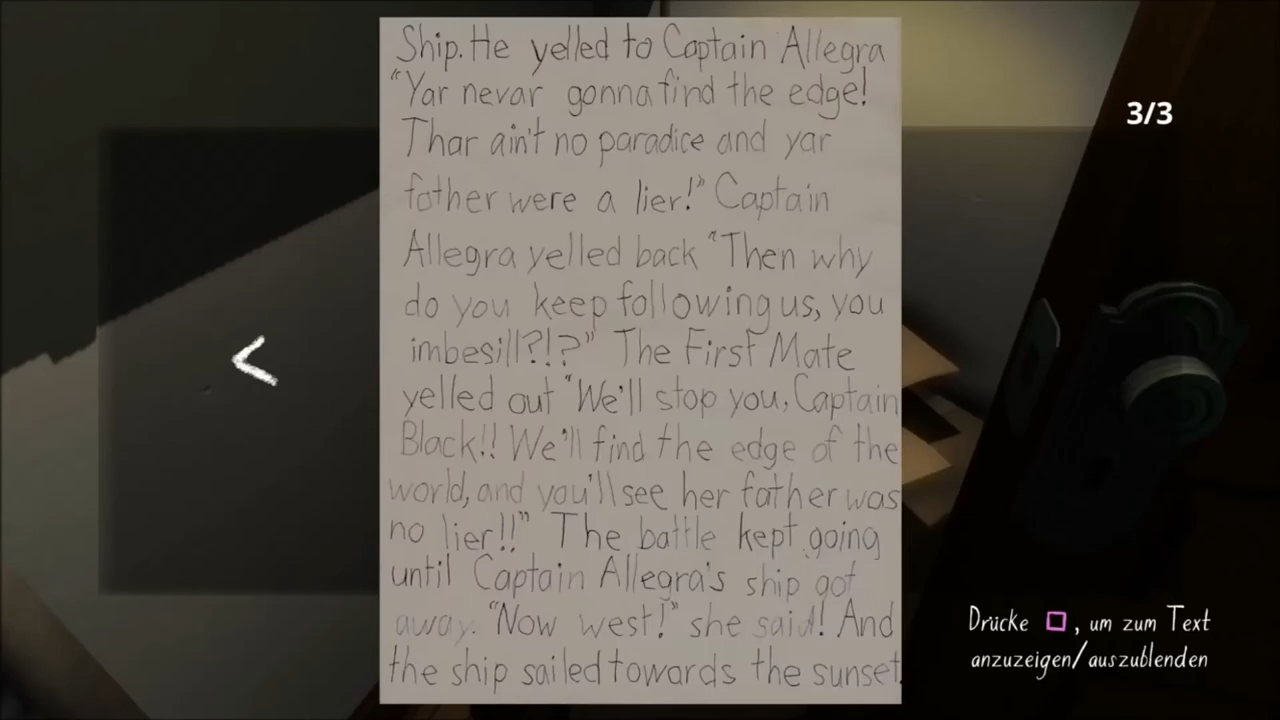 Ship. He yelled to Captain Allegra
"Yar nevar gonna find the edge!
Thar ain't no paradice and yar
father were a lier!" Captain
Allegra yelled back "Then why
do you keep following us, you
imbesill?!?" The First Mate
yelled out "We'll stop you, Captain
Black!! We'll find the edge of the
world, and you'll see her father was
no lier!!" The battle kept going
until Captain Allegra's ship got
away. "Now west!" she said! And
the ship sailed towards the sunset.
3/3
<
Drücke □, um zum Text
anzuzeigen/auszublenden